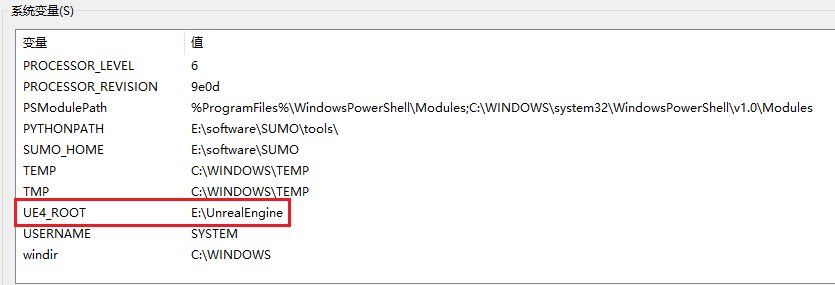 系统变量(S)
变量 值
PROCESSOR_LEVEL 6
PROCESSOR_REVISION 9e0d
PSModulePath %ProgramFiles%\WindowsPowerShell\Modules;C:\WINDOWS\system32\WindowsPowerShell\v1.0\Modules
PYTHONPATH E:\software\SUMO\tools\
SUMO_HOME E:\software\SUMO
TEMP C:\WINDOWS\TEMP
TMP C:\WINDOWS\TEMP
UE4_ROOT E:\UnrealEngine
USERNAME SYSTEM
windir C:\WINDOWS